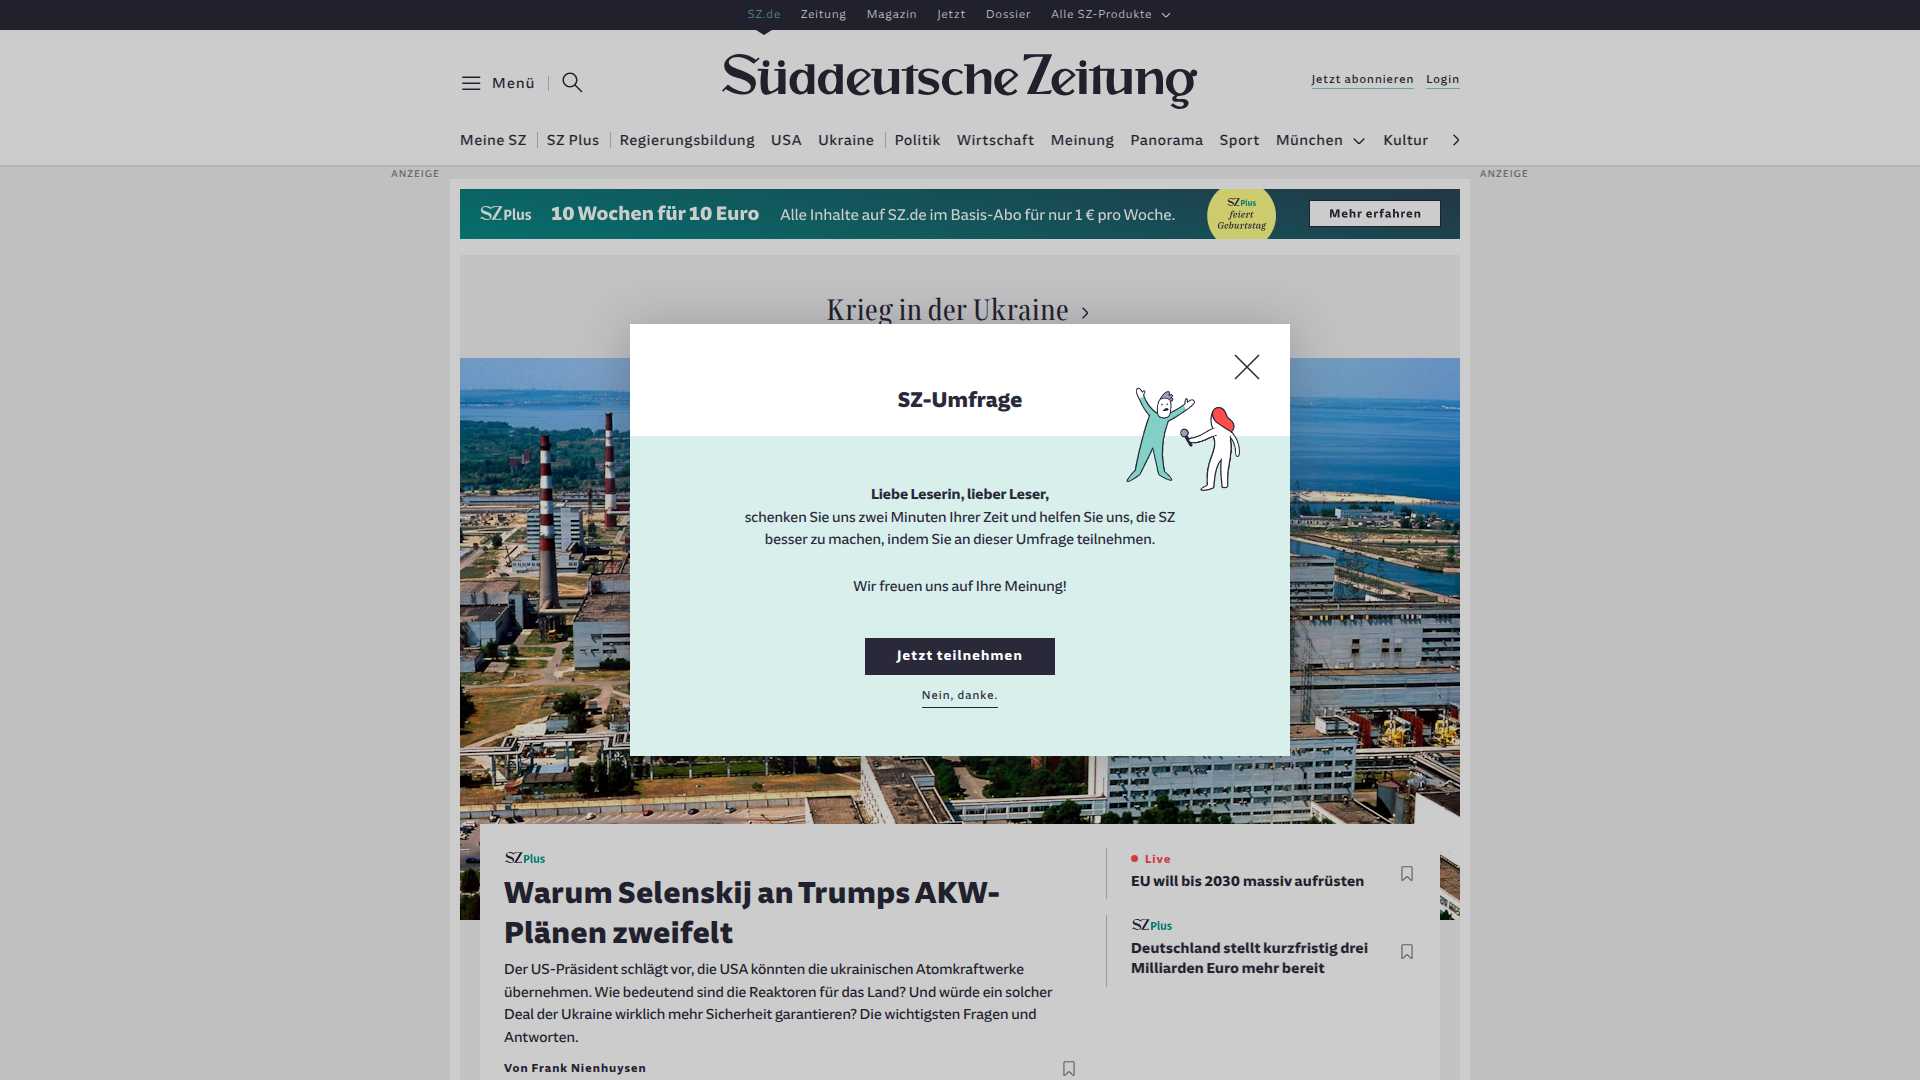 SZ.de Zeitung Magazin Jetzt Dossier Alle SZ-Produkte
Menü
Süddeutsche Zeitung
Jetzt abonnieren Login
Meine SZ SZ Plus Regierungsbildung USA Ukraine Politik Wirtschaft Meinung Panorama Sport München Kultur
ANZEIGE
ANZEIGE
SZ Plus 10 Wochen für 10 Euro Alle Inhalte auf SZ.de im Basis-Abo für nur 1 € pro Woche.
SZ Plus
feiert
Geburtstag
Mehr erfahren
Krieg in der Ukraine
SZ-Umfrage
Liebe Leserin, lieber Leser,
schenken Sie uns zwei Minuten Ihrer Zeit und helfen Sie uns, die SZ
besser zu machen, indem Sie an dieser Umfrage teilnehmen.
Wir freuen uns auf Ihre Meinung!
Jetzt teilnehmen
Nein, danke.
SZ Plus
Warum Selenskij an Trumps AKW-
Plänen zweifelt
Der US-Präsident schlägt vor, die USA könnten die ukrainischen Atomkraftwerke
übernehmen. Wie bedeutend sind die Reaktoren für das Land? Und würde ein solcher
Deal der Ukraine wirklich mehr Sicherheit garantieren? Die wichtigsten Fragen und
Antworten.
Von Frank Nienhuysen
Live
EU will bis 2030 massiv aufrüsten
SZ Plus
Deutschland stellt kurzfristig drei
Milliarden Euro mehr bereit